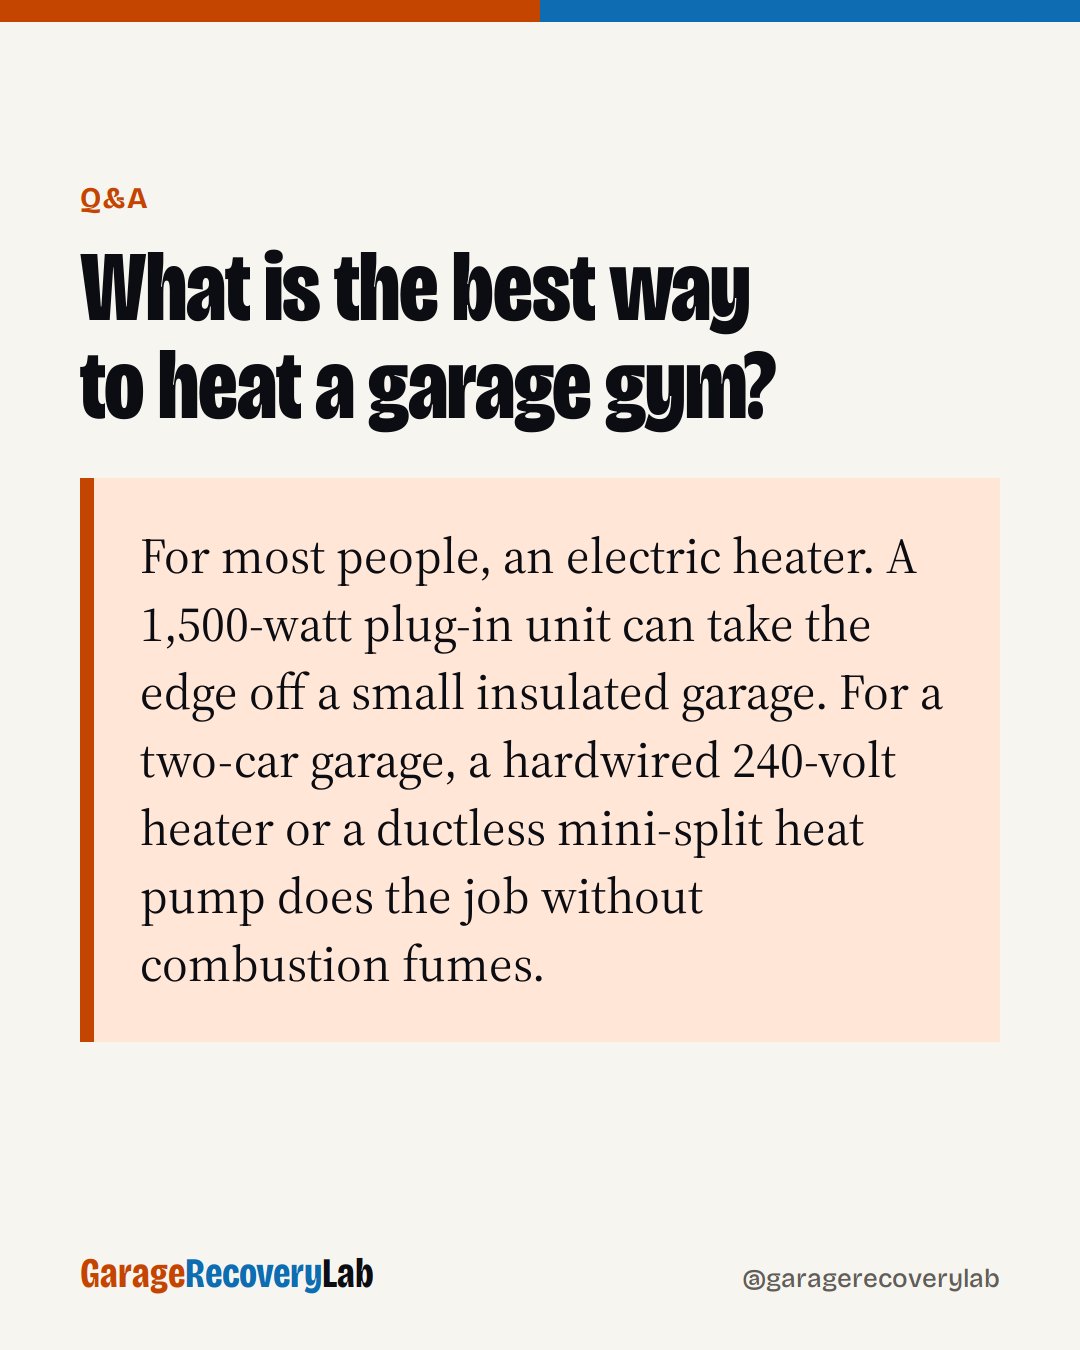 Q&A
What is the best way
to heat a garage gym?
For most people, an electric heater. A
1,500-watt plug-in unit can take the
edge off a small insulated garage. For a
two-car garage, a hardwired 240-volt
heater or a ductless mini-split heat
pump does the job without
combustion fumes.
GarageRecoveryLab
@garagerecoverylab